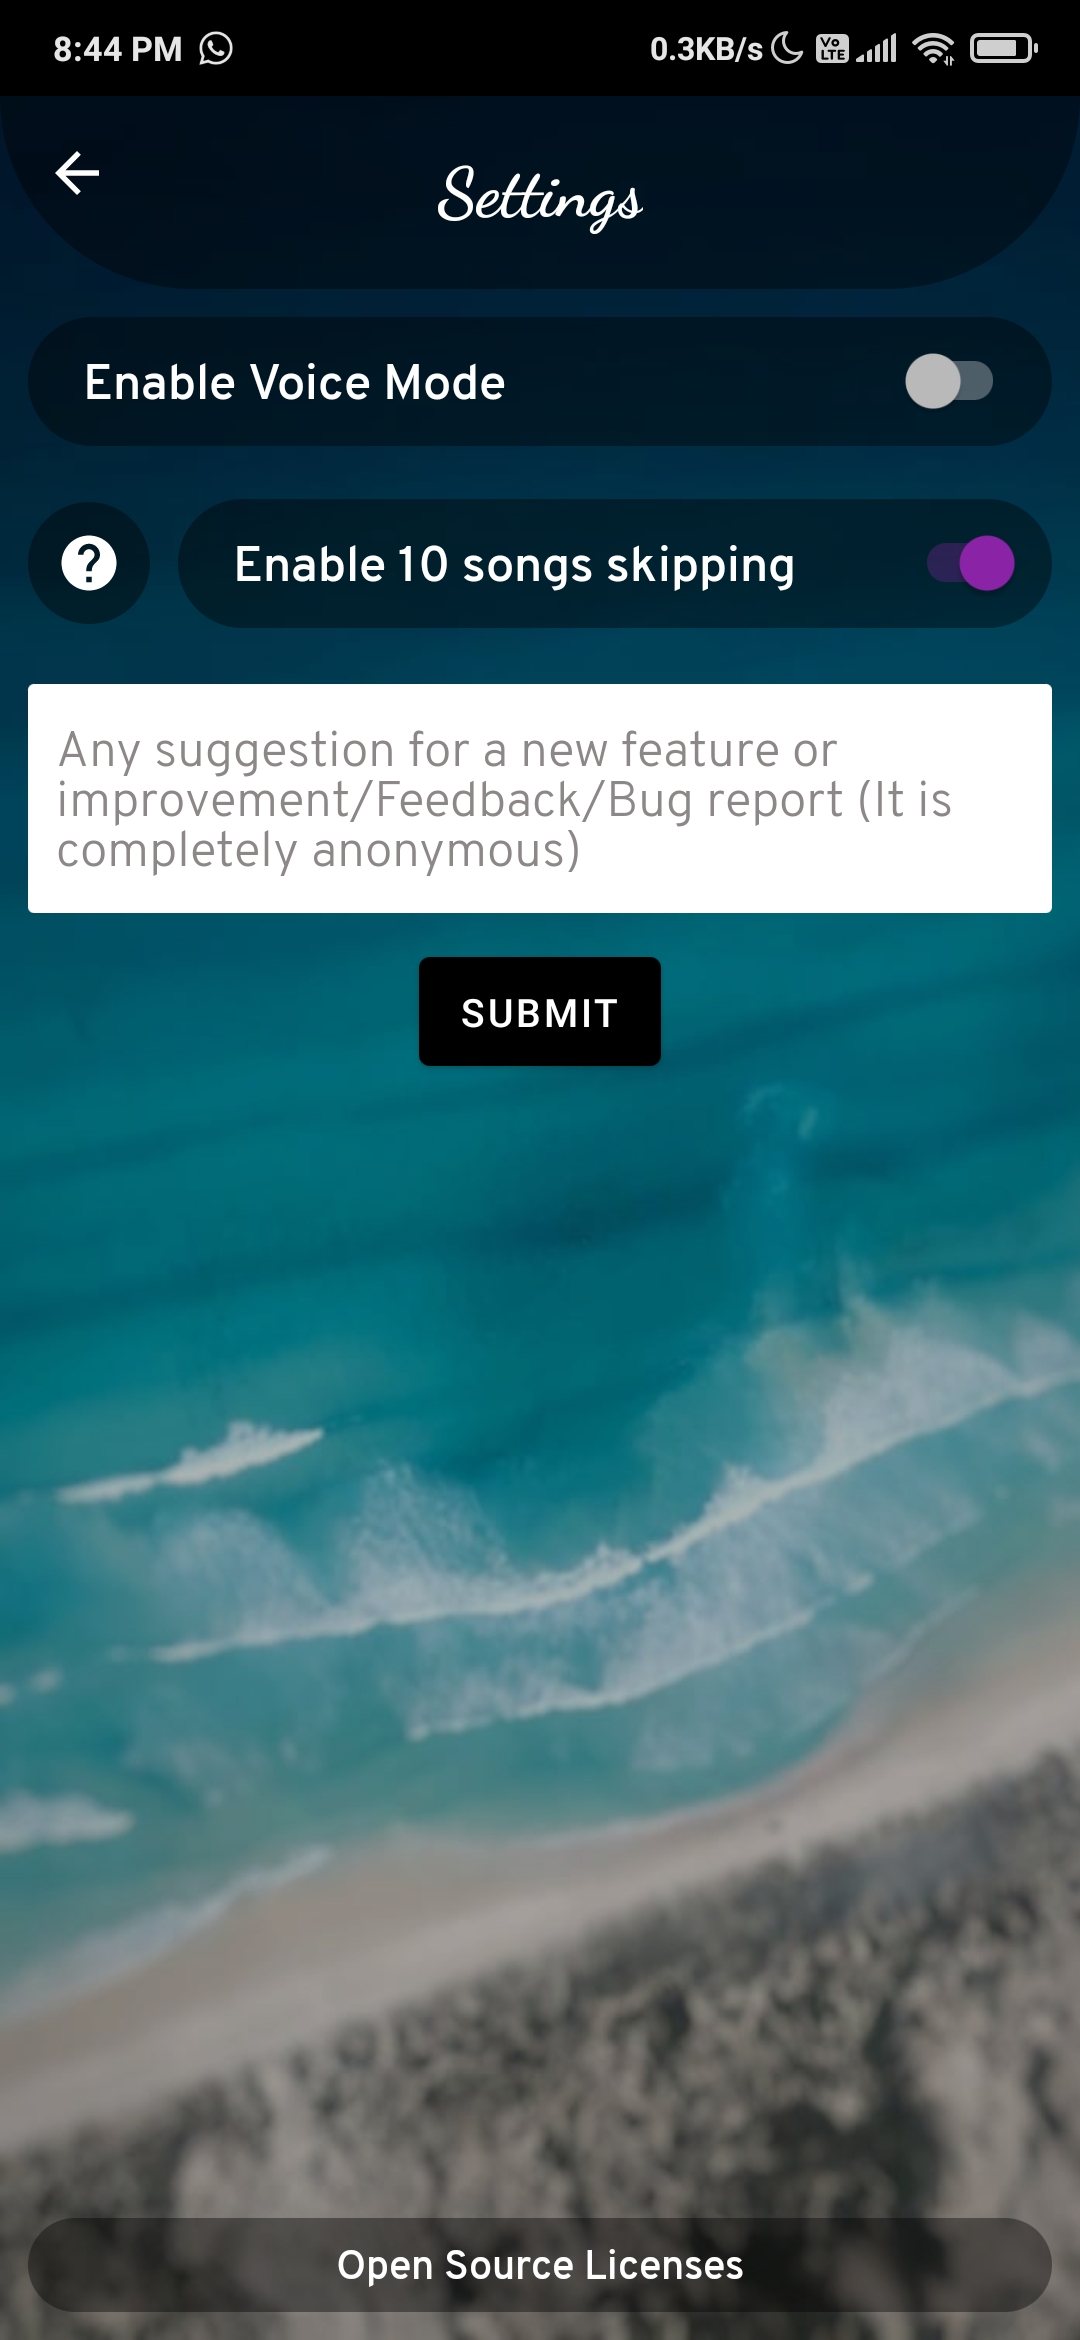 8:44 PM 0.3KB/s Vo LTE
Settings
Enable Voice Mode
Enable 10 songs skipping
Any suggestion for a new feature or
improvement/Feedback/Bug report (It is
completely anonymous)
SUBMIT
Open Source Licenses